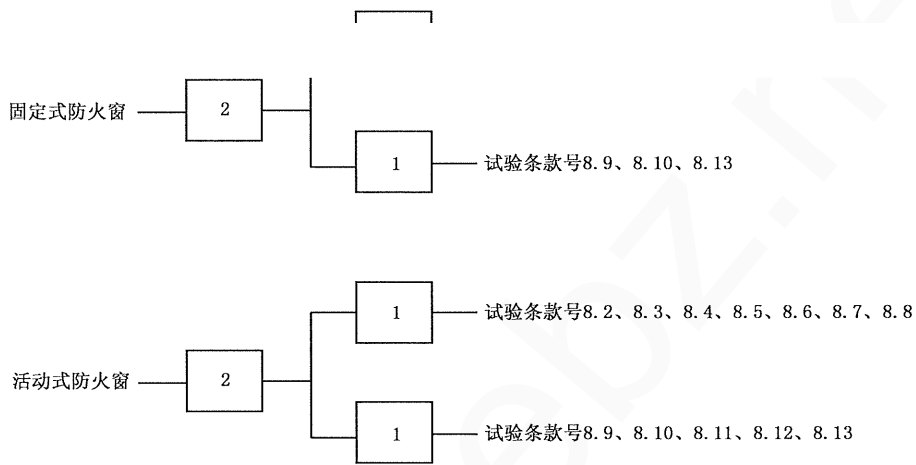 固定式防火窗
2
1
试验条款号8.9、8.10、8.13
1
试验条款号8.2、8.3、8.4、8.5、8.6、8.7、8.8
活动式防火窗
2
1
试验条款号8.9、8.10、8.11、8.12、8.13